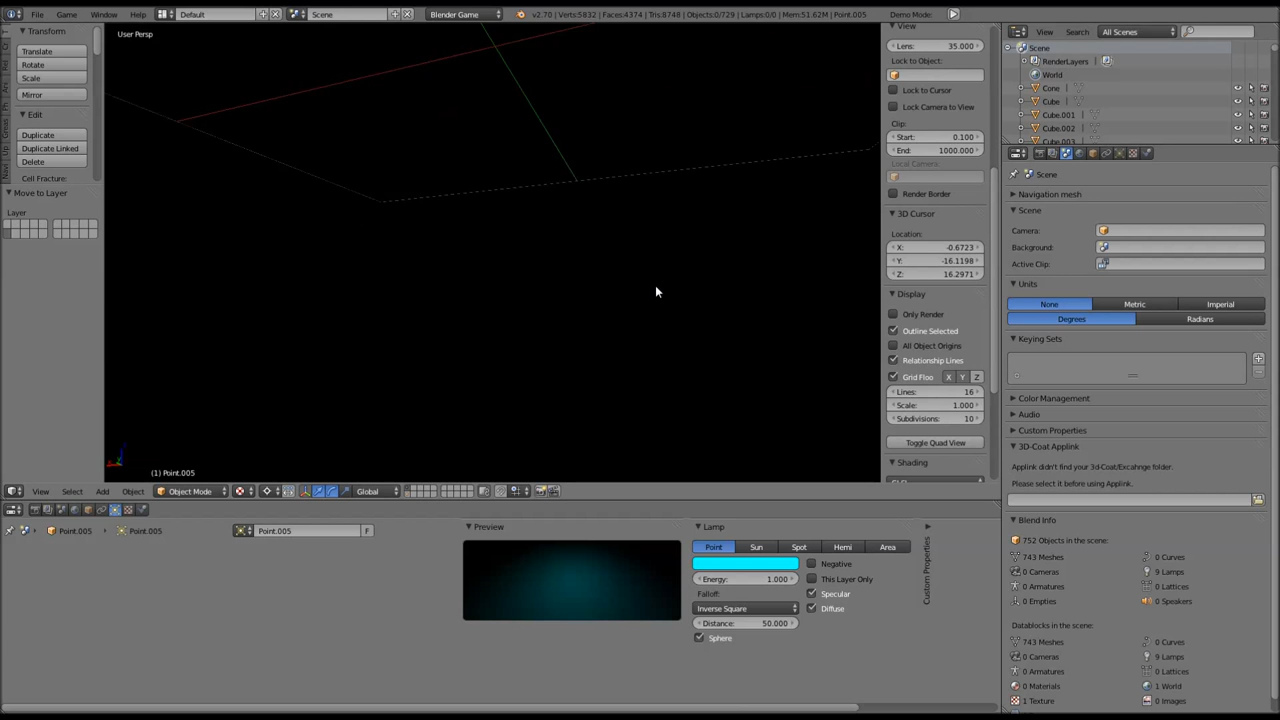 File Game Window Help Default Scene Blender Game v2.70 | Verts:5832 | Faces:4374 | Tris:8748 | Objects:0/729 | Lamps:0/0 | Mem:51.62M | Point.005 Demo Mode:
Transform
Translate
Rotate
Scale
Mirror
Edit
Duplicate
Duplicate Linked
Delete
Cell Fracture:
Move to Layer
Layer
User Persp
(1) Point.005
View
Lens: 35.000
Lock to Object:
Lock to Cursor
Lock Camera to View
Clip:
Start: 0.100
End: 1000.000
Local Camera:
Render Border
3D Cursor
Location:
X: -0.6723
Y: -16.1198
Z: 16.2971
Display
Only Render
Outline Selected
All Object Origins
Relationship Lines
Grid Floo X Y Z
Lines: 16
Scale: 1.000
Subdivisions: 10
Toggle Quad View
Shading
View Search All Scenes
Scene
RenderLayers
World
Cone
Cube
Cube.001
Cube.002
Cube.003
Scene
Navigation mesh
Scene
Camera:
Background:
Active Clip:
Units
None Metric Imperial
Degrees Radians
Keying Sets
Color Management
Audio
Custom Properties
3D-Coat Applink
Applink didn't find your 3d-Coat/Excahnge folder.
Please select it before using Applink.
Blend Info
752 Objects in the scene:
743 Meshes 0 Curves
0 Cameras 9 Lamps
0 Armatures 0 Lattices
0 Empties 0 Speakers
Datablocks in the scene:
743 Meshes 0 Curves
0 Cameras 9 Lamps
0 Armatures 0 Lattices
0 Materials 1 World
1 Texture 0 Images
View Select Add Object Object Mode Global
Point.005 Point.005 Point.005 F
Preview
Lamp
Point Sun Spot Hemi Area
Negative
Energy: 1.000 This Layer Only
Falloff: Specular
Inverse Square Diffuse
Distance: 50.000
Sphere
Custom Properties